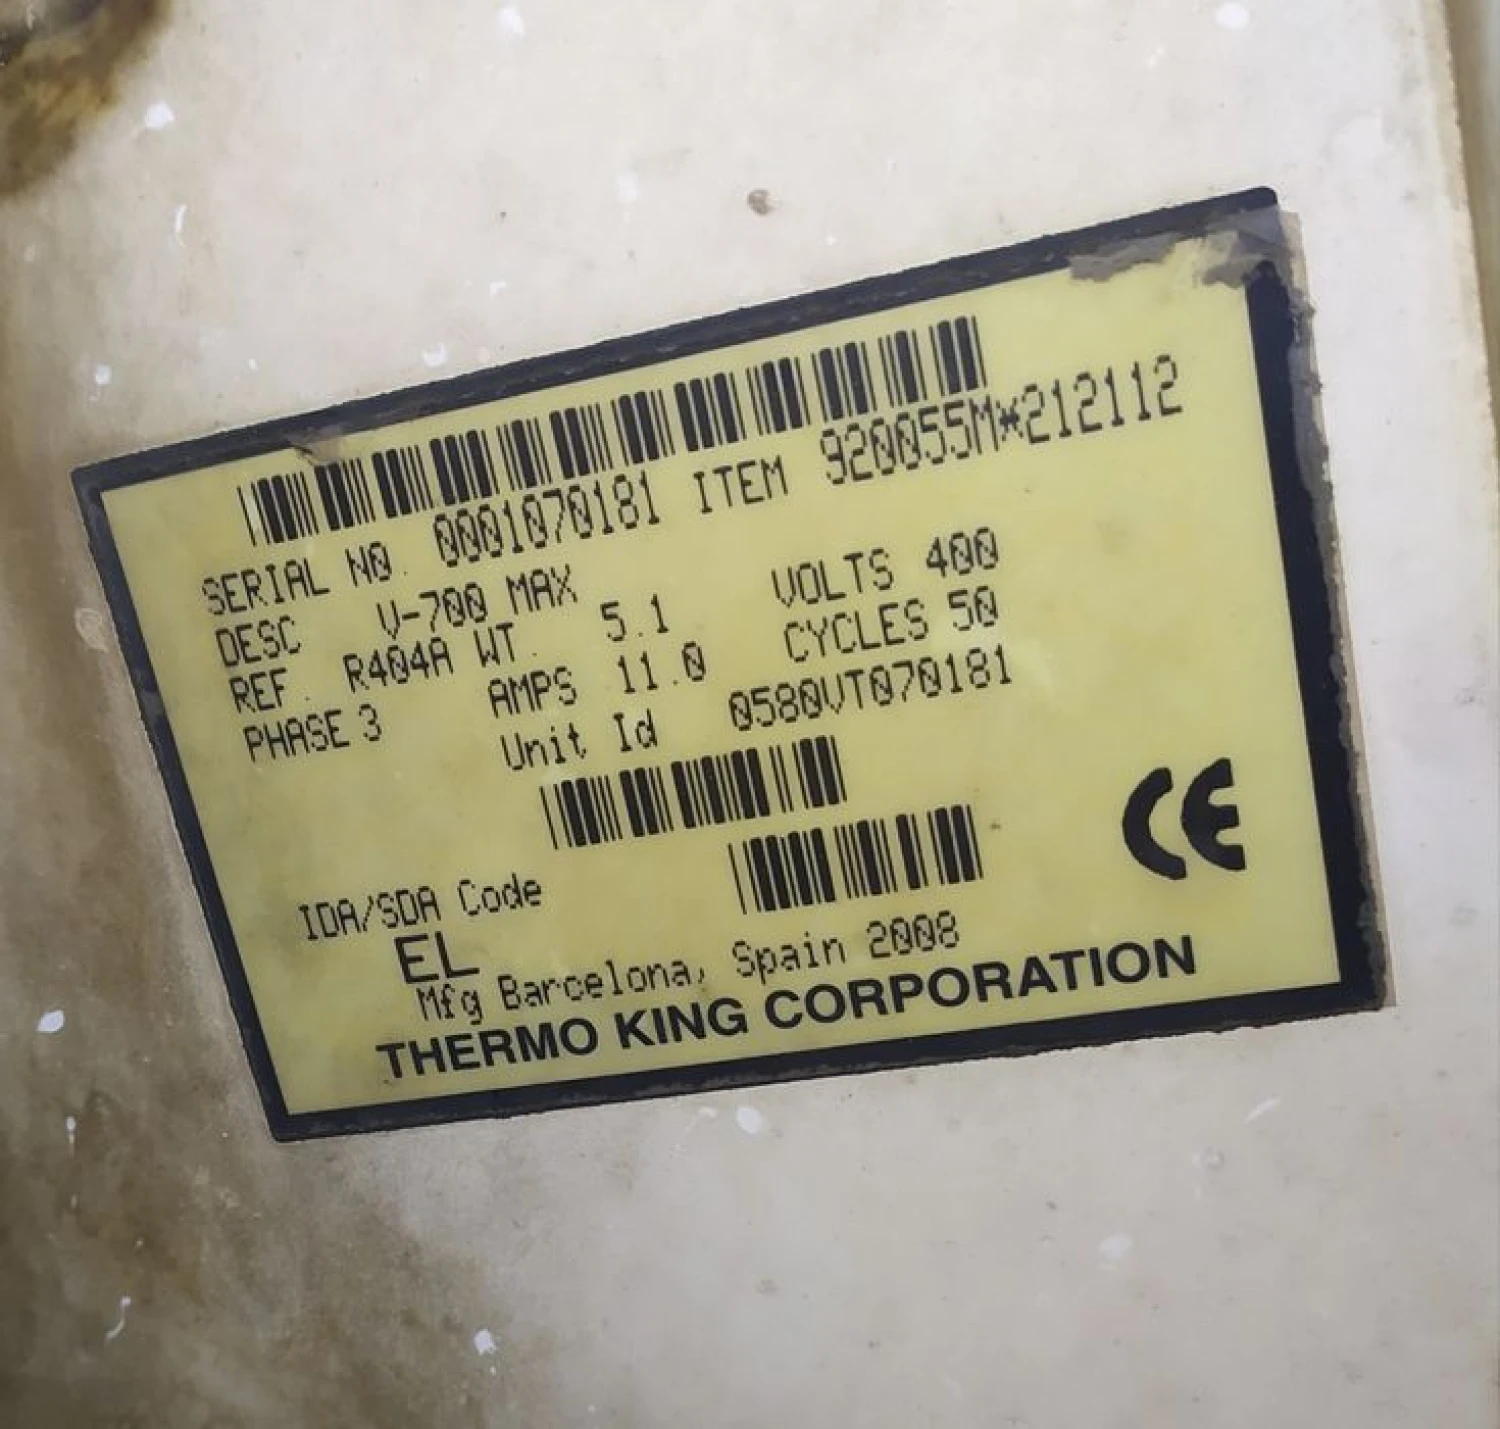 SERIAL NO. 0001070181 ITEM 920055M*212112
DESC V-700 MAX VOLTS 400
REF. R404A WT. 5.1 CYCLES 50
PHASE 3 AMPS 11.0
Unit Id 0580VT070181
IDA/SDA Code
EL
Mfg Barcelona, Spain 2008
THERMO KING CORPORATION
CE